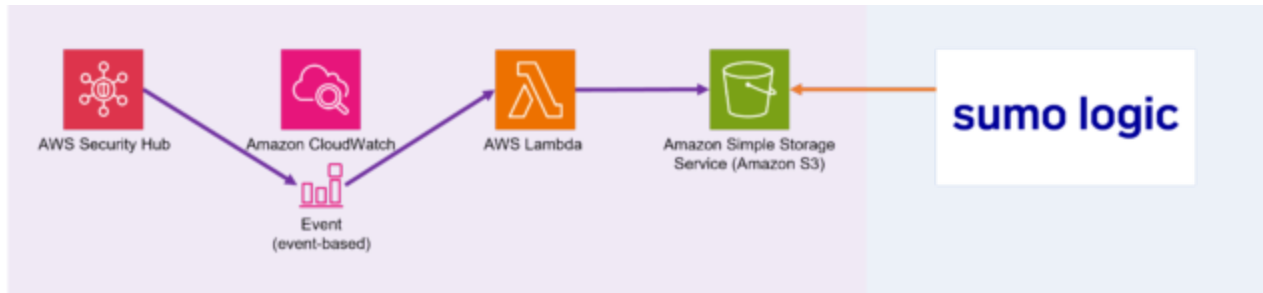 AWS Security Hub
Amazon CloudWatch
Event
(event-based)
AWS Lambda
Amazon Simple Storage
Service (Amazon S3)
sumo logic